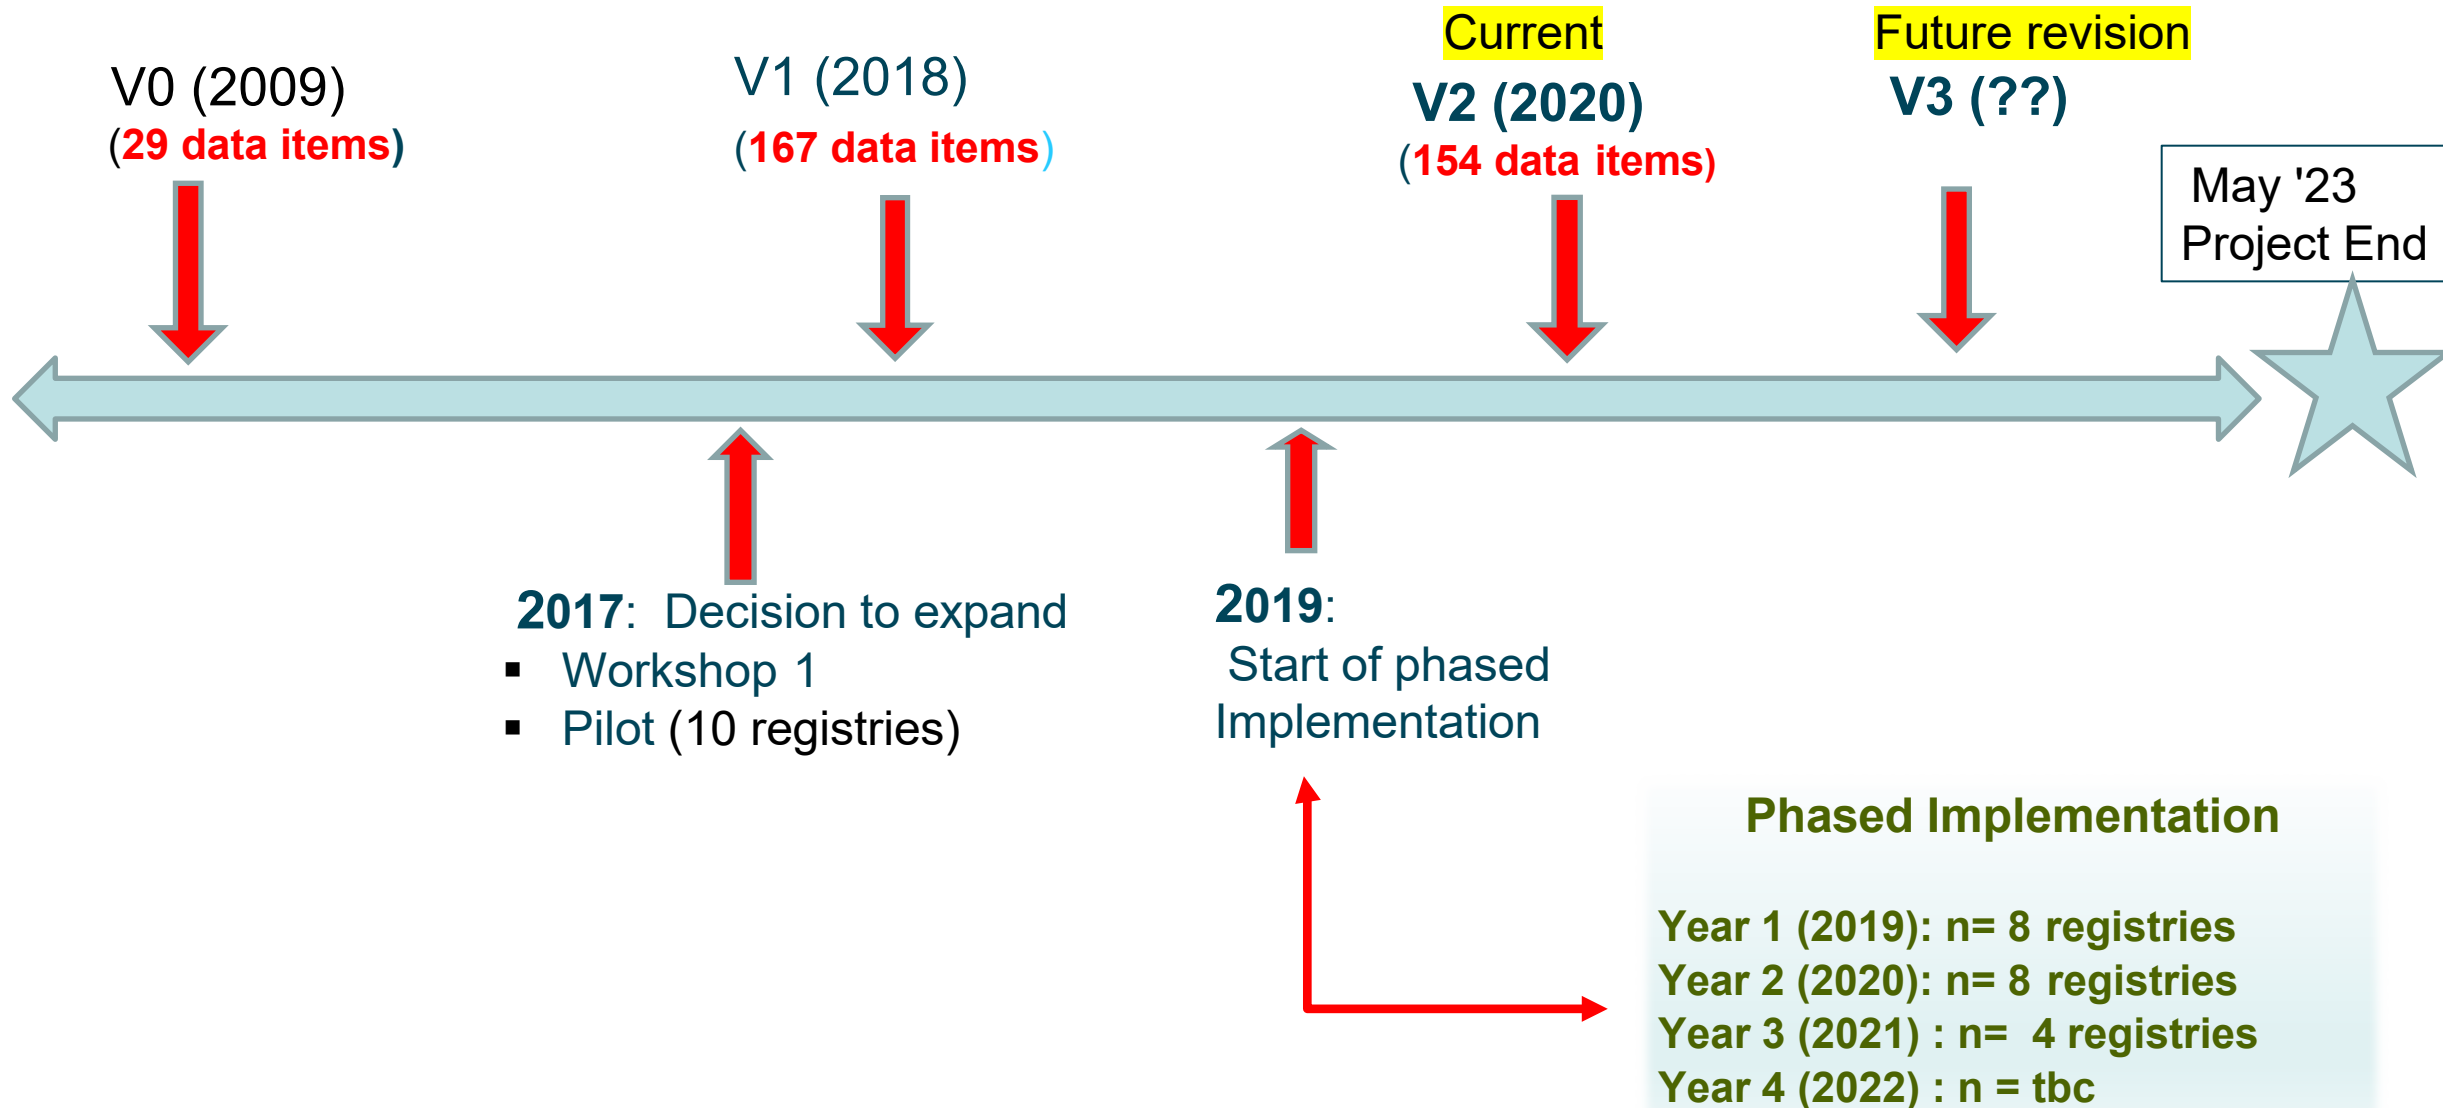 V0 (2009)
(29 data items)
V1 (2018)
(167 data items)
Current
V2 (2020)
(154 data items)
Future revision
V3 (??)
May '23
Project End
2017:  Decision to expand
▪ Workshop 1
▪ Pilot (10 registries)
2019:
Start of phased
Implementation
Phased Implementation
Year 1 (2019): n= 8 registries
Year 2 (2020): n= 8 registries
Year 3 (2021) : n=  4 registries
Year 4 (2022) : n = tbc